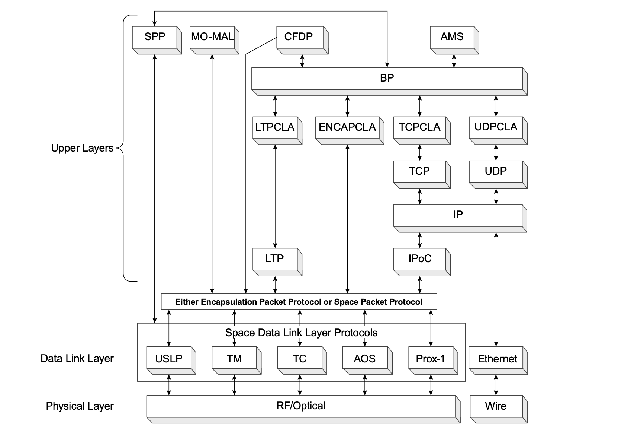 SPP
MO-MAL
CFDP
AMS
BP
LTPCLA
ENCAPCLA
TCPCLA
UDPCLA
Upper Layers
TCP
UDP
IP
LTP
IPoC
Either Encapsulation Packet Protocol or Space Packet Protocol
Space Data Link Layer Protocols
Data Link Layer
USLP
TM
TC
AOS
Prox-1
Ethernet
Physical Layer
RF/Optical
Wire